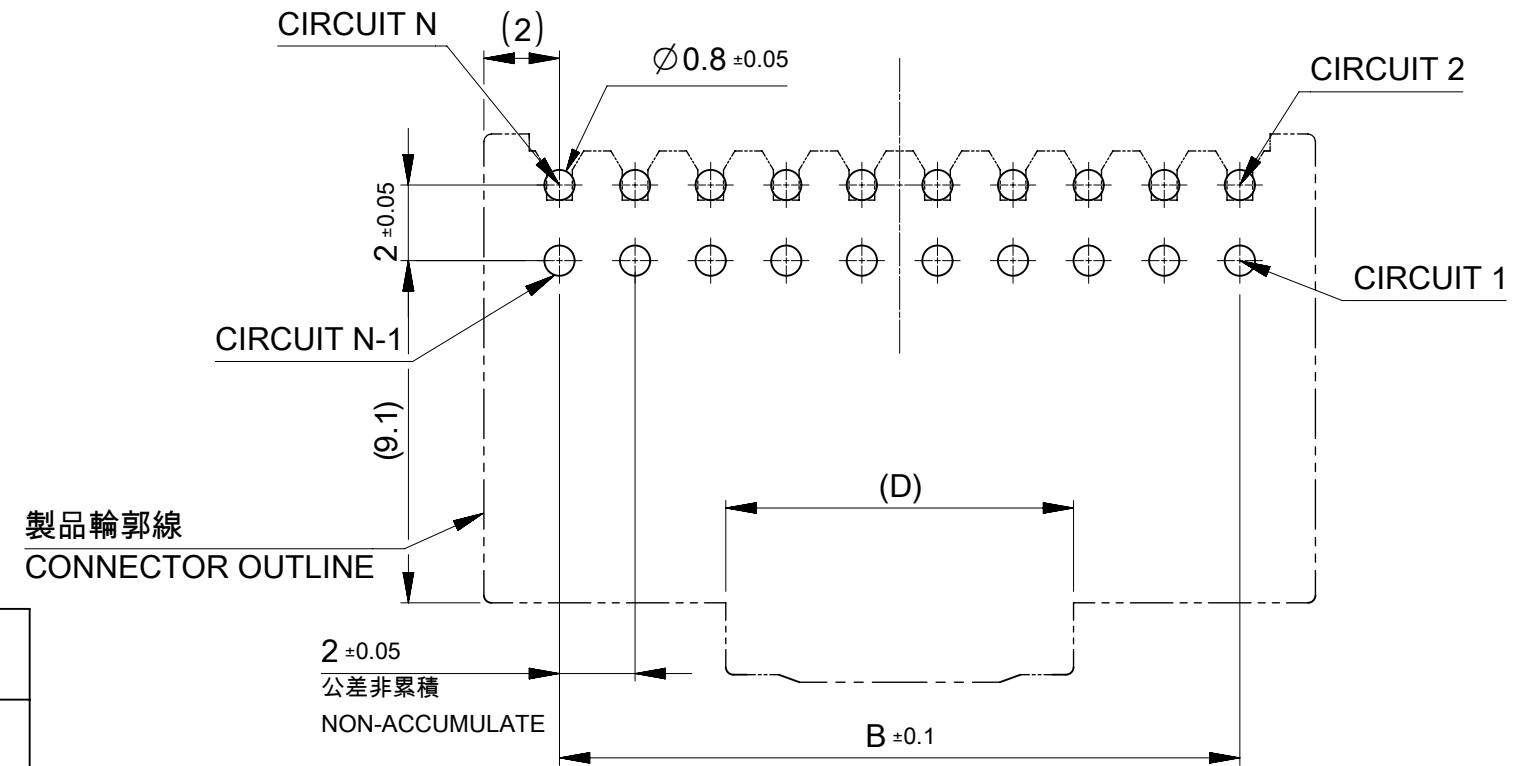 CIRCUIT N
(2)
∅0.8 ±0.05
CIRCUIT 2
2 ±0.05
CIRCUIT 1
CIRCUIT N-1
(9.1)
(D)
製品輪郭線
CONNECTOR OUTLINE
2 ±0.05
公差非累積
NON-ACCUMULATE
B ±0.1